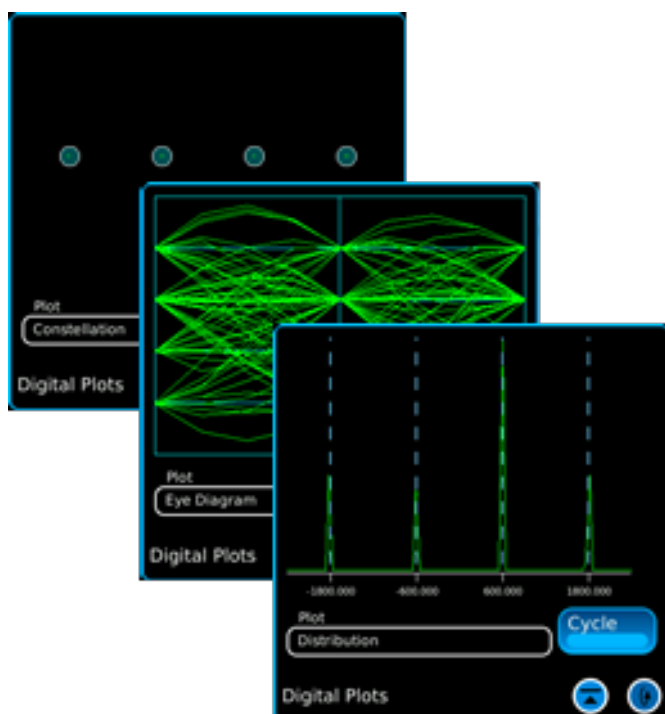 Plot
Constellation
Digital Plots
Plot
Eye Diagram
Digital Plots
-1800.000 -600.000 600.000 1800.000
Plot
Distribution
Cycle
Digital Plots